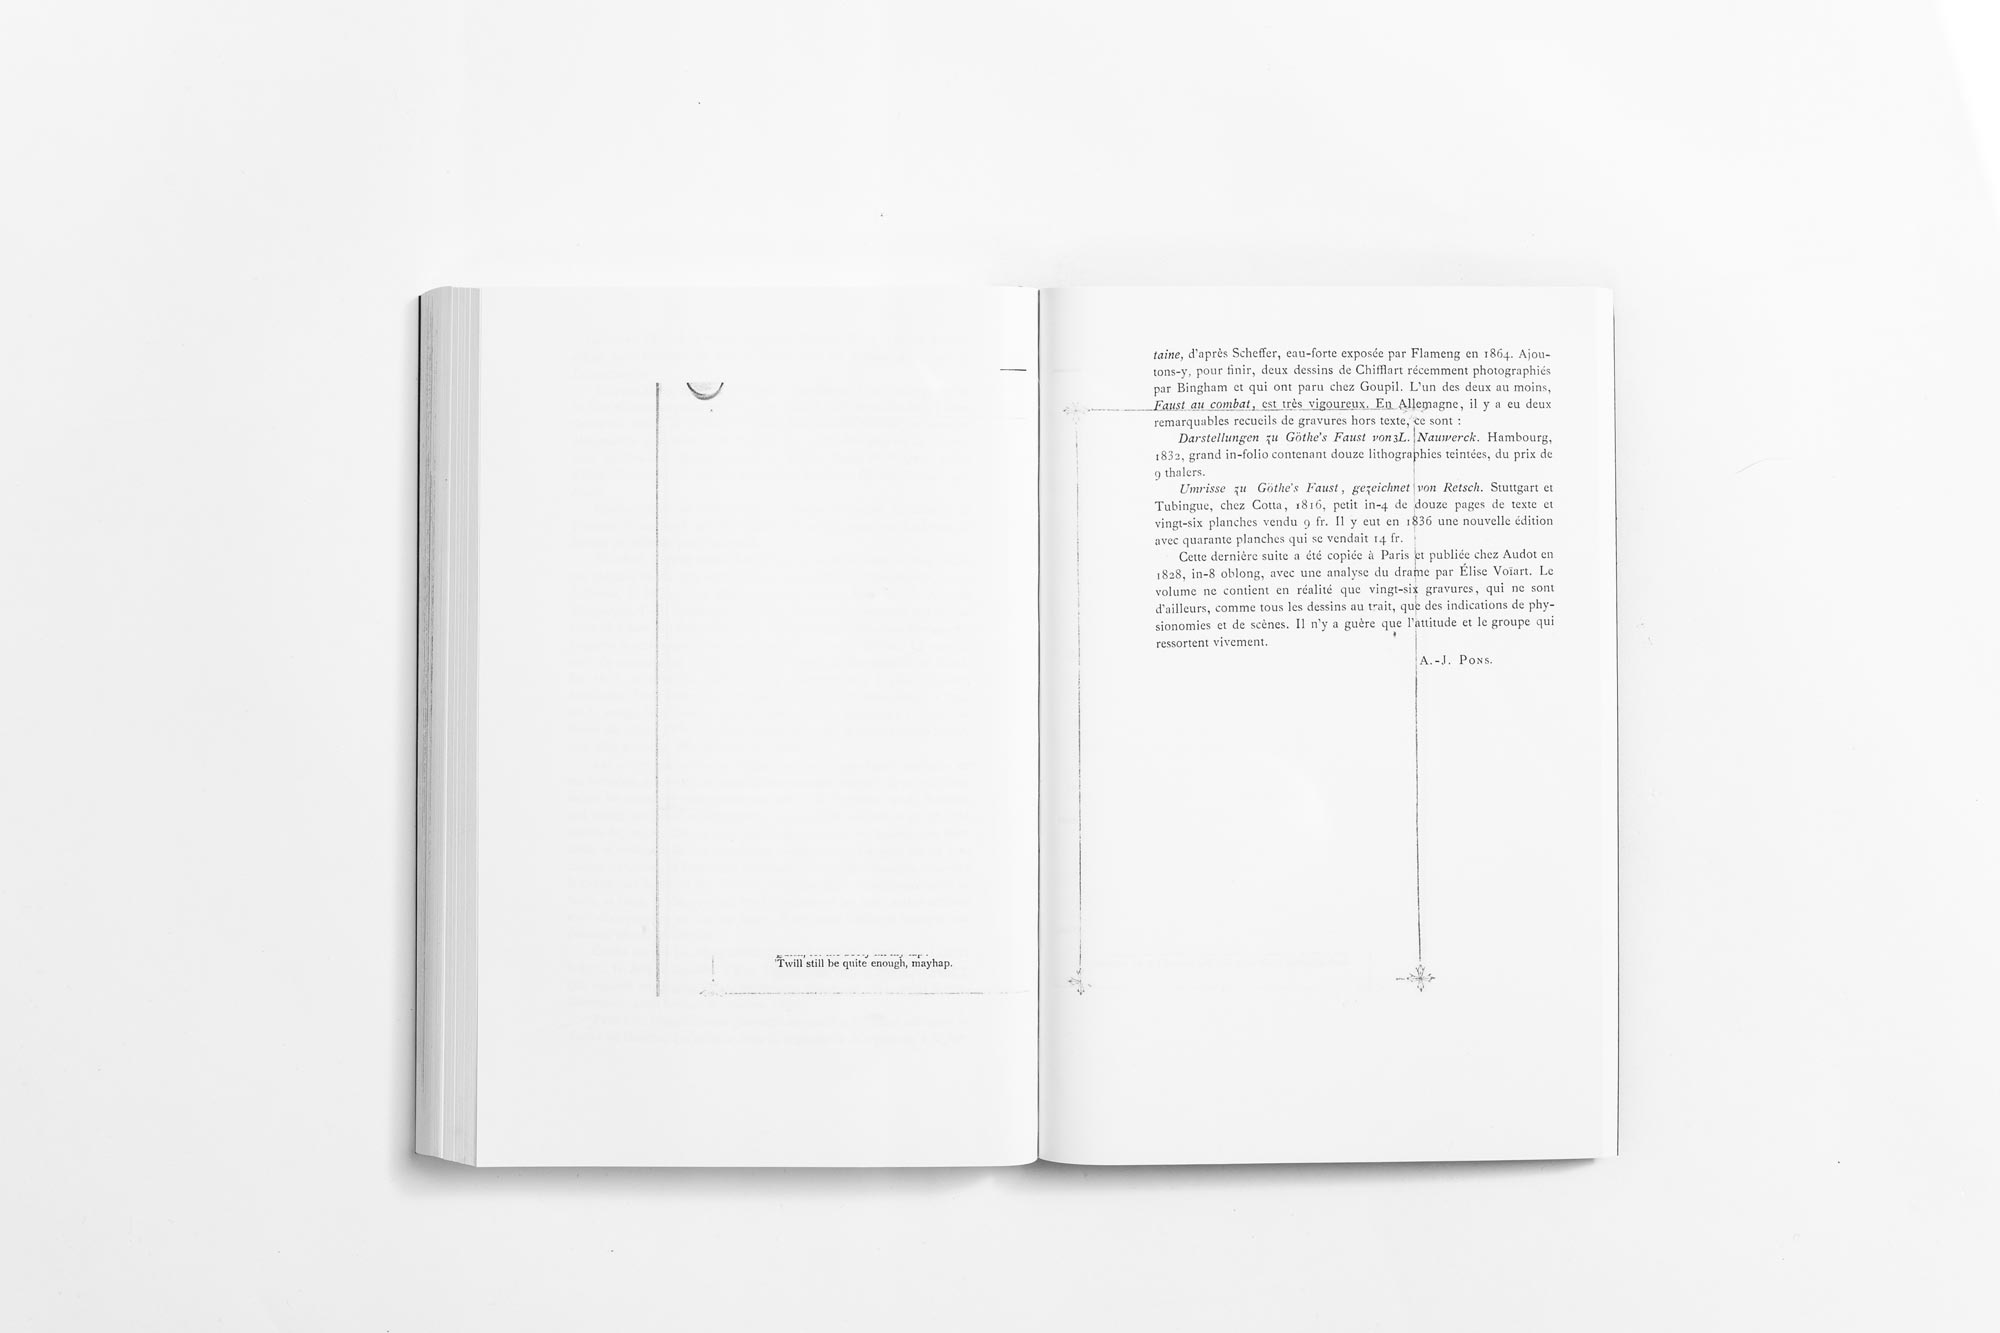 'Twill still be quite enough, mayhap.
taine, d'après Scheffer, eau-forte exposée par Flameng en 1864. Ajou-
tons-y, pour finir, deux dessins de Chifflart récemment photographiés
par Bingham et qui ont paru chez Goupil. L'un des deux au moins,
Faust au combat, est très vigoureux. En Allemagne, il y a eu deux
remarquables recueils de gravures hors texte, ce sont :
Darstellungen zu Göthe's Faust von 3L. Nauwerck. Hambourg,
1832, grand in-folio contenant douze lithographies teintées, du prix de
9 thalers.
Umrisse zu Göthe's Faust, gezeichnet von Retsch. Stuttgart et
Tubingue, chez Cotta, 1816, petit in-4 de douze pages de texte et
vingt-six planches vendu 9 fr. Il y eut en 1836 une nouvelle édition
avec quarante planches qui se vendait 14 fr.
Cette dernière suite a été copiée à Paris et publiée chez Audot en
1828, in-8 oblong, avec une analyse du drame par Élise Voïart. Le
volume ne contient en réalité que vingt-six gravures, qui ne sont
d'ailleurs, comme tous les dessins au trait, que des indications de phy-
sionomies et de scènes. Il n'y a guère que l'attitude et le groupe qui
ressortent vivement.
A.-J. PONS.